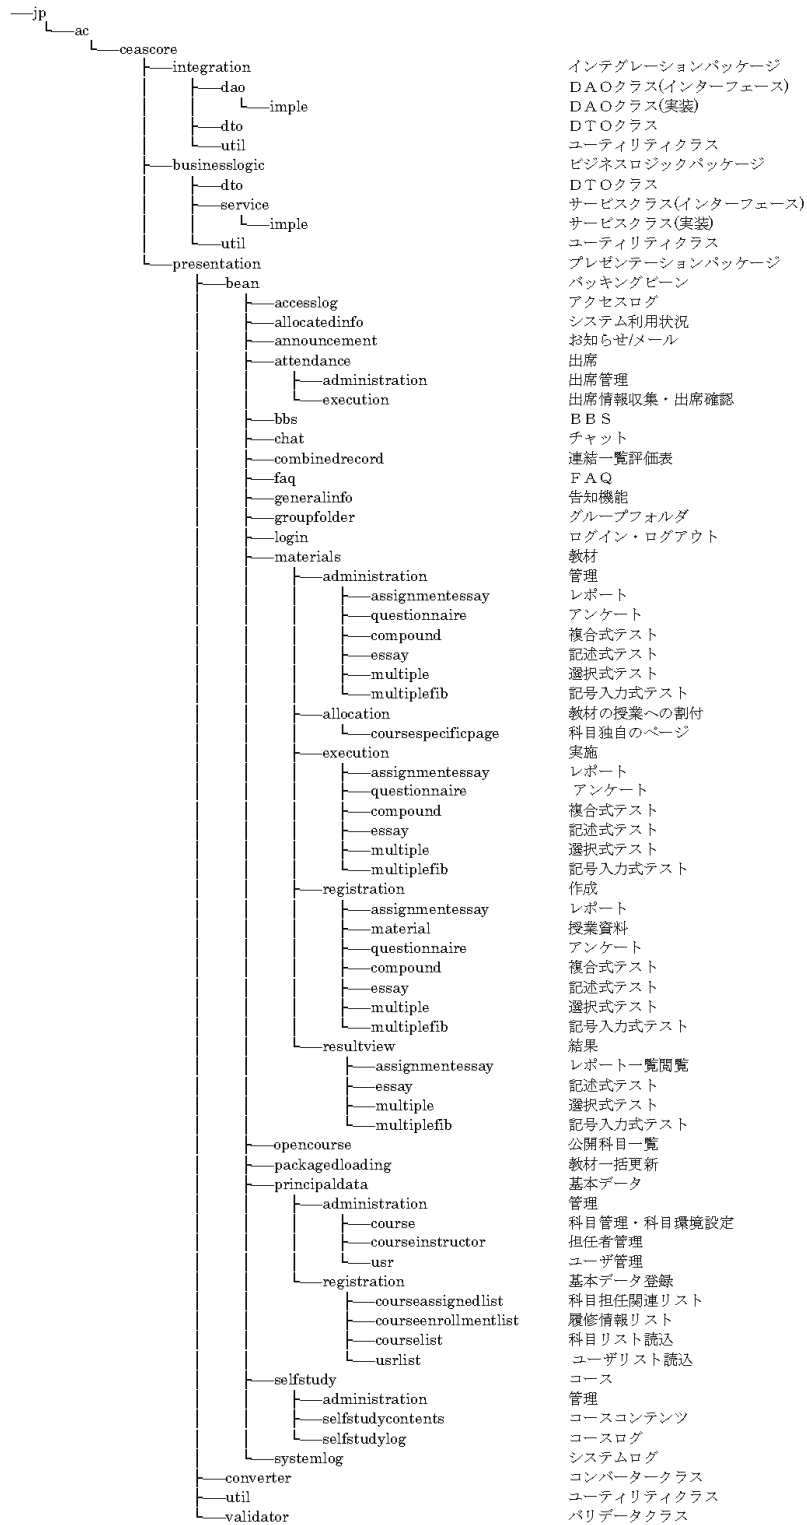 jp
ac
ceascore
integration インテグレーションパッケージ
dao ＤＡＯクラス(インターフェース)
imple ＤＡＯクラス(実装)
dto ＤＴＯクラス
util ユーティリティクラス
businesslogic ビジネスロジックパッケージ
dto ＤＴＯクラス
service サービスクラス(インターフェース)
imple サービスクラス(実装)
util ユーティリティクラス
presentation プレゼンテーションパッケージ
bean バッキングビーン
accesslog アクセスログ
allocatedinfo システム利用状況
announcement お知らせ/メール
attendance 出席
administration 出席管理
execution 出席情報収集・出席確認
bbs ＢＢＳ
chat チャット
combinedrecord 連結一覧評価表
faq ＦＡＱ
generalinfo 告知機能
groupfolder グループフォルダ
login ログイン・ログアウト
materials 教材
administration 管理
assignmentessay レポート
questionnaire アンケート
compound 複合式テスト
essay 記述式テスト
multiple 選択式テスト
multiplefib 記号入力式テスト
allocation 教材の授業への割付
coursespecificpage 科目独自のページ
execution 実施
assignmentessay レポート
questionnaire アンケート
compound 複合式テスト
essay 記述式テスト
multiple 選択式テスト
multiplefib 記号入力式テスト
registration 作成
assignmentessay レポート
material 授業資料
questionnaire アンケート
compound 複合式テスト
essay 記述式テスト
multiple 選択式テスト
multiplefib 記号入力式テスト
resultview 結果
assignmentessay レポート一覧閲覧
essay 記述式テスト
multiple 選択式テスト
multiplefib 記号入力式テスト
opencourse 公開科目一覧
packagedloading 教材一括更新
principaldata 基本データ
administration 管理
course 科目管理・科目環境設定
courseinstructor 担任者管理
usr ユーザ管理
registration 基本データ登録
courseassignedlist 科目担任関連リスト
courseenrollmentlist 履修情報リスト
courselist 科目リスト読込
usrlist ユーザリスト読込
selfstudy コース
administration 管理
selfstudycontents コースコンテンツ
selfstudylog コースログ
systemlog システムログ
converter コンバータークラス
util ユーティリティクラス
validator バリデータクラス